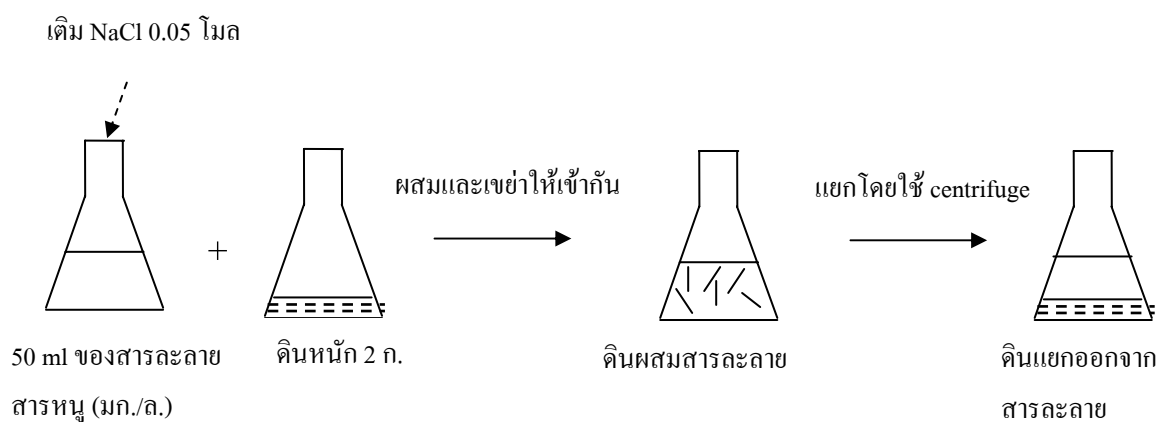 เติม NaCl 0.05 โมล
ผสมและเขย่าให้เข้ากัน
แยกโดยใช้ centrifuge
+
50 ml ของสารละลาย
สารหนู (มก./ล.)
ดินหนัก 2 ก.
ดินผสมสารละลาย
ดินแยกออกจาก
สารละลาย